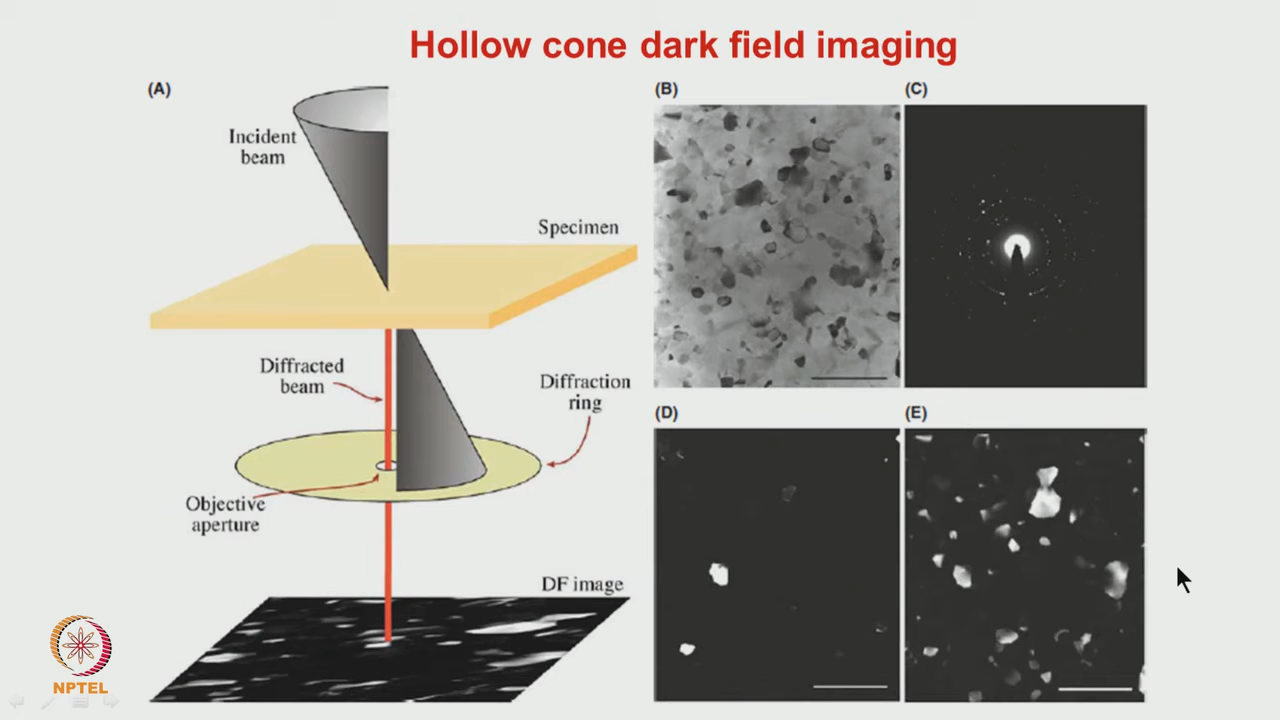 Hollow cone dark field imaging
(A)
Incident
beam
Specimen
Diffracted
beam
Diffraction
ring
Objective
aperture
DF image
(B)
(C)
(D)
(E)
NPTEL